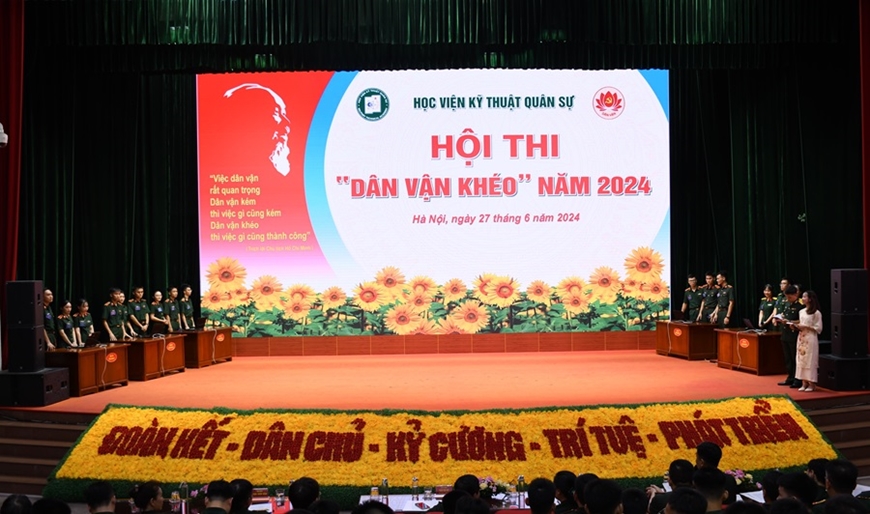 HỌC VIỆN KỸ THUẬT QUÂN SỰ
HỘI THI
"DÂN VẬN KHÉO" NĂM 2024
Hà Nội, ngày 27 tháng 6 năm 2024
"Việc dân vận
rất quan trọng
Dân vận kém
thì việc gì cũng kém
Dân vận khéo
thì việc gì cũng thành công"
ĐOÀN KẾT - DÂN CHỦ - KỶ CƯƠNG - TRÍ TUỆ - PHÁT TRIỂN